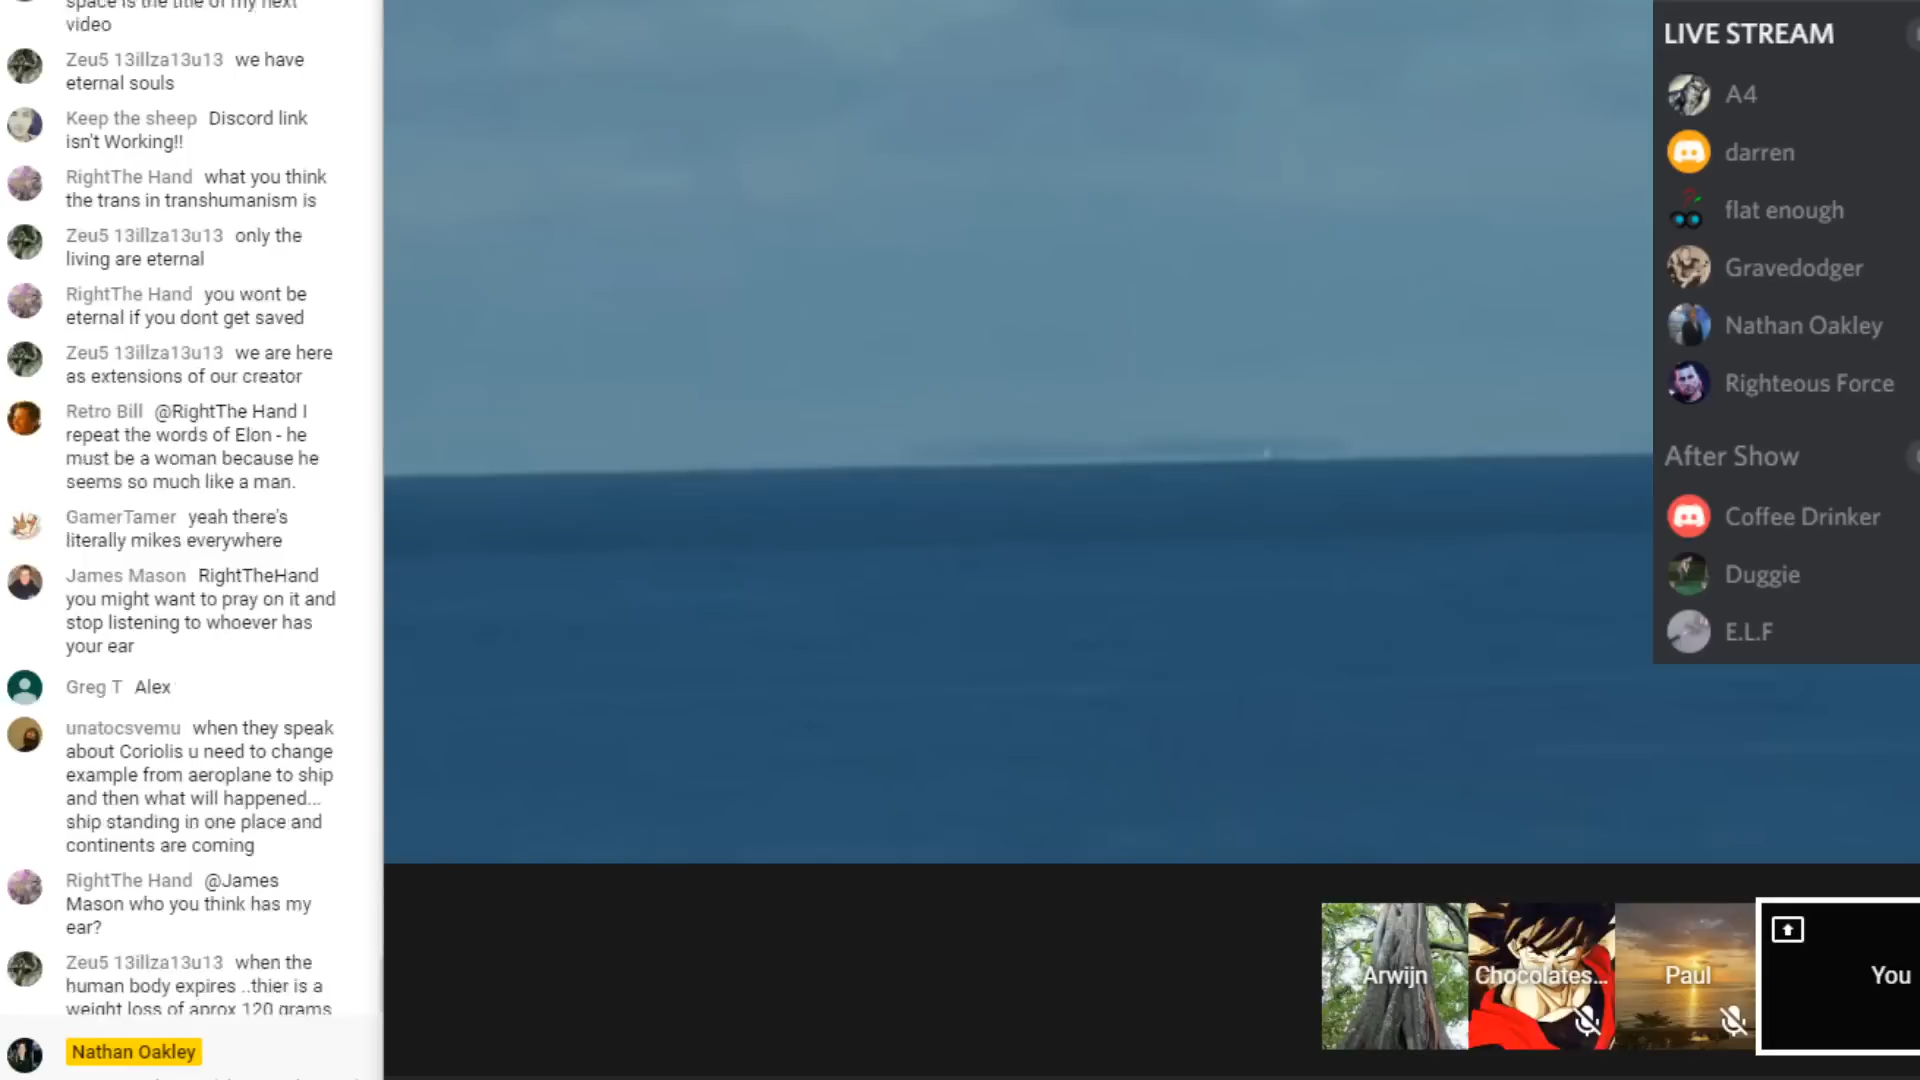 space is the title of my next
video
Zeu5 13illza13u13 we have
eternal souls
Keep the sheep Discord link
isn't Working!!
RightThe Hand what you think
the trans in transhumanism is
Zeu5 13illza13u13 only the
living are eternal
RightThe Hand you wont be
eternal if you dont get saved
Zeu5 13illza13u13 we are here
as extensions of our creator
Retro Bill @RightThe Hand I
repeat the words of Elon - he
must be a woman because he
seems so much like a man.
GamerTamer yeah there's
literally mikes everywhere
James Mason RightTheHand
you might want to pray on it and
stop listening to whoever has
your ear
Greg T Alex
unatocsvemu when they speak
about Coriolis u need to change
example from aeroplane to ship
and then what will happened...
ship standing in one place and
continents are coming
RightThe Hand @James
Mason who you think has my
ear?
Zeu5 13illza13u13 when the
human body expires ..thier is a
weight loss of aprox 120 grams
Nathan Oakley
LIVE STREAM
A4
darren
flat enough
Gravedodger
Nathan Oakley
Righteous Force
After Show
Coffee Drinker
Duggie
E.L.F
Arwijn
Chocolates...
Paul
You